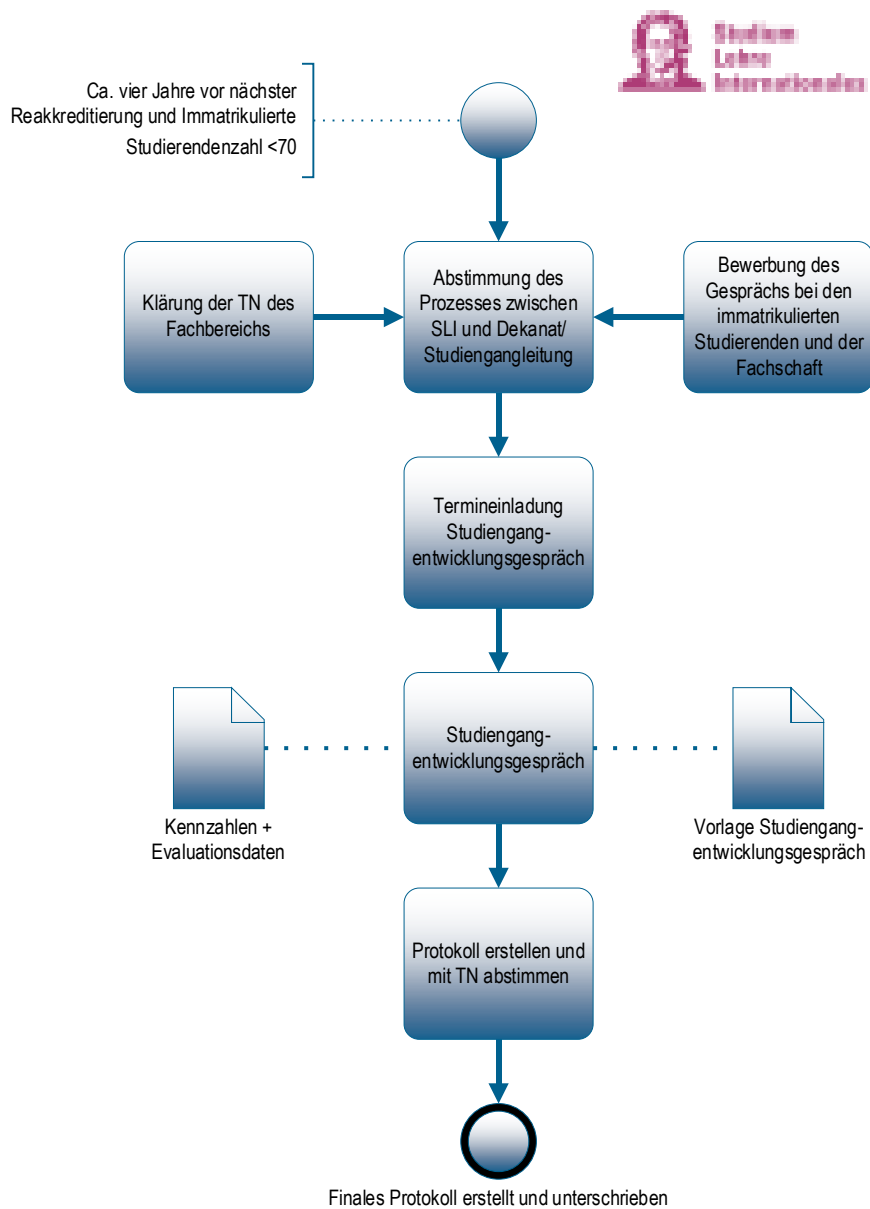 Studium
Lehre
Internationales
Ca. vier Jahre vor nächster
Reakkreditierung und Immatrikulierte
Studierendenzahl <70
Klärung der TN des
Fachbereichs
Abstimmung des
Prozesses zwischen
SLI und Dekanat/
Studiengangleitung
Bewerbung des
Gesprächs bei den
immatrikulierten
Studierenden und der
Fachschaft
Termineinladung
Studiengang-
entwicklungsgespräch
Studiengang-
entwicklungsgespräch
Kennzahlen +
Evaluationsdaten
Vorlage Studiengang-
entwicklungsgespräch
Protokoll erstellen und
mit TN abstimmen
Finales Protokoll erstellt und unterschrieben